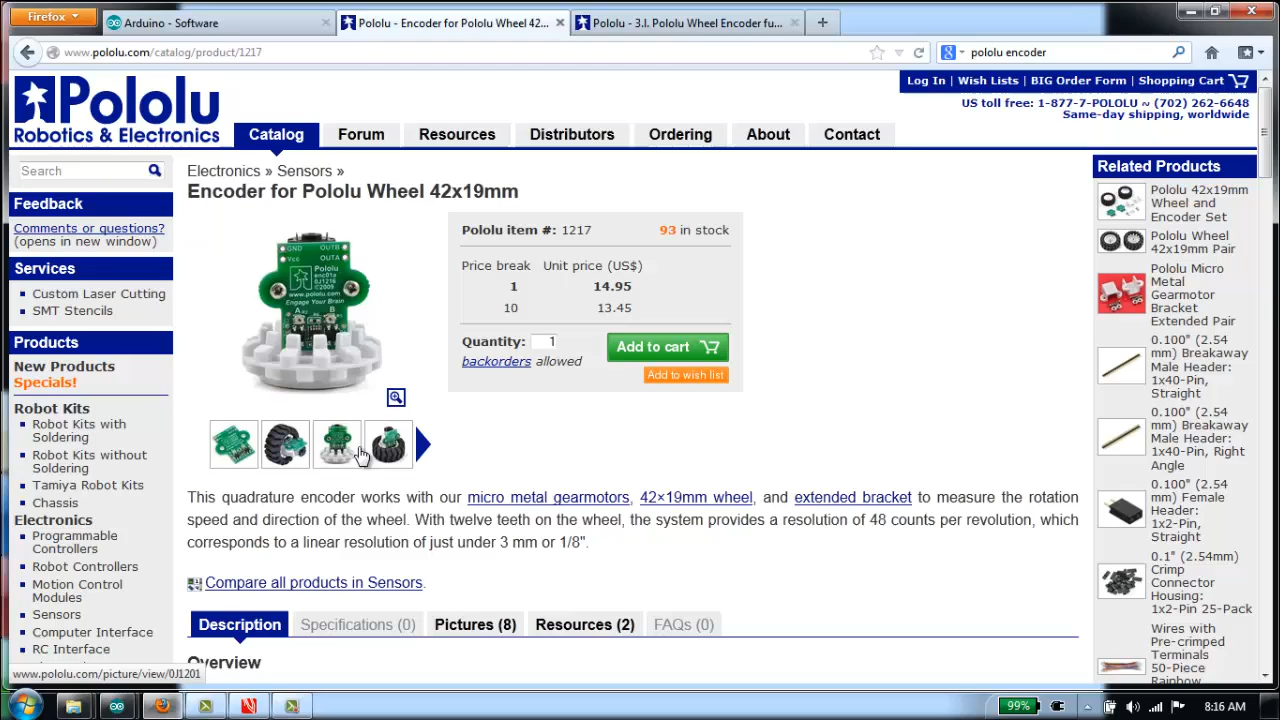 Firefox
Arduino - Software
Pololu - Encoder for Pololu Wheel 42...
Pololu - 3.l. Pololu Wheel Encoder fu...
www.pololu.com/catalog/product/1217
pololu encoder
Log In | Wish Lists | BIG Order Form | Shopping Cart
US toll free: 1-877-7-POLOLU ~ (702) 262-6648
Same-day shipping, worldwide
Pololu
Robotics & Electronics
Catalog
Forum
Resources
Distributors
Ordering
About
Contact
Search
Feedback
Comments or questions?
(opens in new window)
Services
Custom Laser Cutting
SMT Stencils
Products
New Products
Specials!
Robot Kits
Robot Kits with
Soldering
Robot Kits without
Soldering
Tamiya Robot Kits
Chassis
Electronics
Programmable
Controllers
Robot Controllers
Motion Control
Modules
Sensors
Computer Interface
RC Interface
www.pololu.com/picture/view/0J1201
Electronics » Sensors »
Encoder for Pololu Wheel 42x19mm
GND OUTB
Vcc OUTA
Pololu
enc01a
0J1216
©2009
www.pololu.com
Engage Your Brain
A B
Pololu item #: 1217 93 in stock
Price break Unit price (US$)
1 14.95
10 13.45
Quantity: 1
backorders allowed
Add to cart
Add to wish list
This quadrature encoder works with our micro metal gearmotors, 42×19mm wheel, and extended bracket to measure the rotation
speed and direction of the wheel. With twelve teeth on the wheel, the system provides a resolution of 48 counts per revolution, which
corresponds to a linear resolution of just under 3 mm or 1/8".
Compare all products in Sensors.
Description
Specifications (0)
Pictures (8)
Resources (2)
FAQs (0)
Overview
Related Products
Pololu 42x19mm
Wheel and
Encoder Set
Pololu Wheel
42x19mm Pair
Pololu Micro
Metal
Gearmotor
Bracket
Extended Pair
0.100" (2.54
mm) Breakaway
Male Header:
1x40-Pin,
Straight
0.100" (2.54
mm) Breakaway
Male Header:
1x40-Pin, Right
Angle
0.100" (2.54
mm) Female
Header:
1x2-Pin,
Straight
0.1" (2.54mm)
Crimp
Connector
Housing:
1x2-Pin 25-Pack
Wires with
Pre-crimped
Terminals
50-Piece
Rainbow
99%
8:16 AM